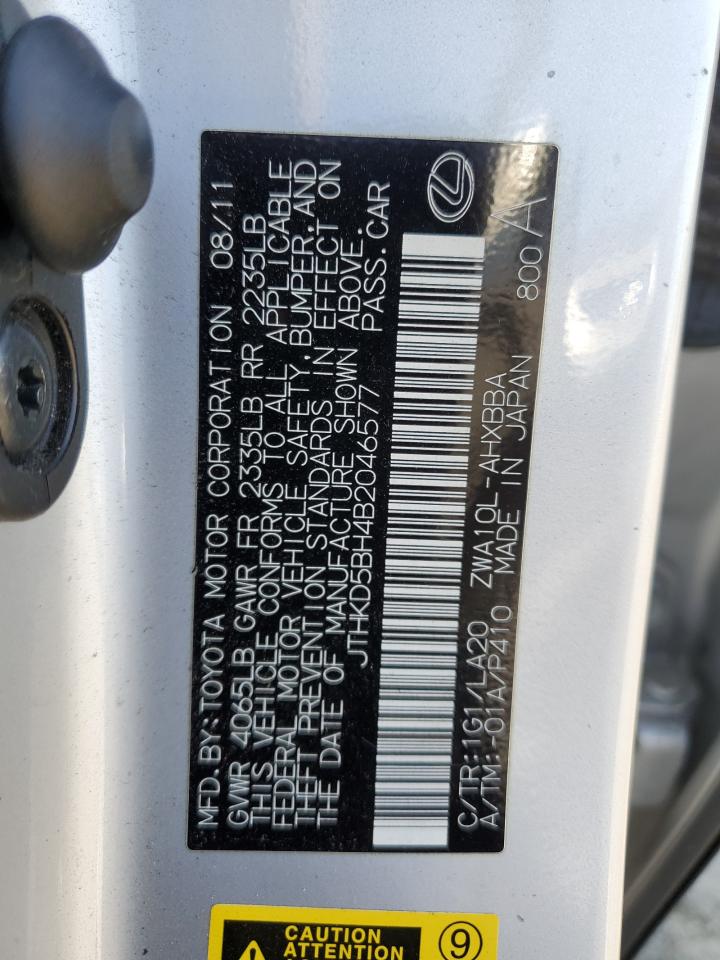 MFD.BY:TOYOTA MOTOR CORPORATION 08/11
GVWR 4065LB GAWR FR 2335LB RR 2235LB
THIS VEHICLE CONFORMS TO ALL APPLICABLE
FEDERAL MOTOR VEHICLE SAFETY,BUMPER,AND
THEFT PREVENTION STANDARDS IN EFFECT ON
THE DATE OF MANUFACTURE SHOWN ABOVE.
JTHKD5BH4B2046577 PASS.CAR
C/TR:1G1/LA20 ZWA10L-AHXBBA 800A
A/TM:-01A/P410 MADE IN JAPAN
CAUTION
ATTENTION
9